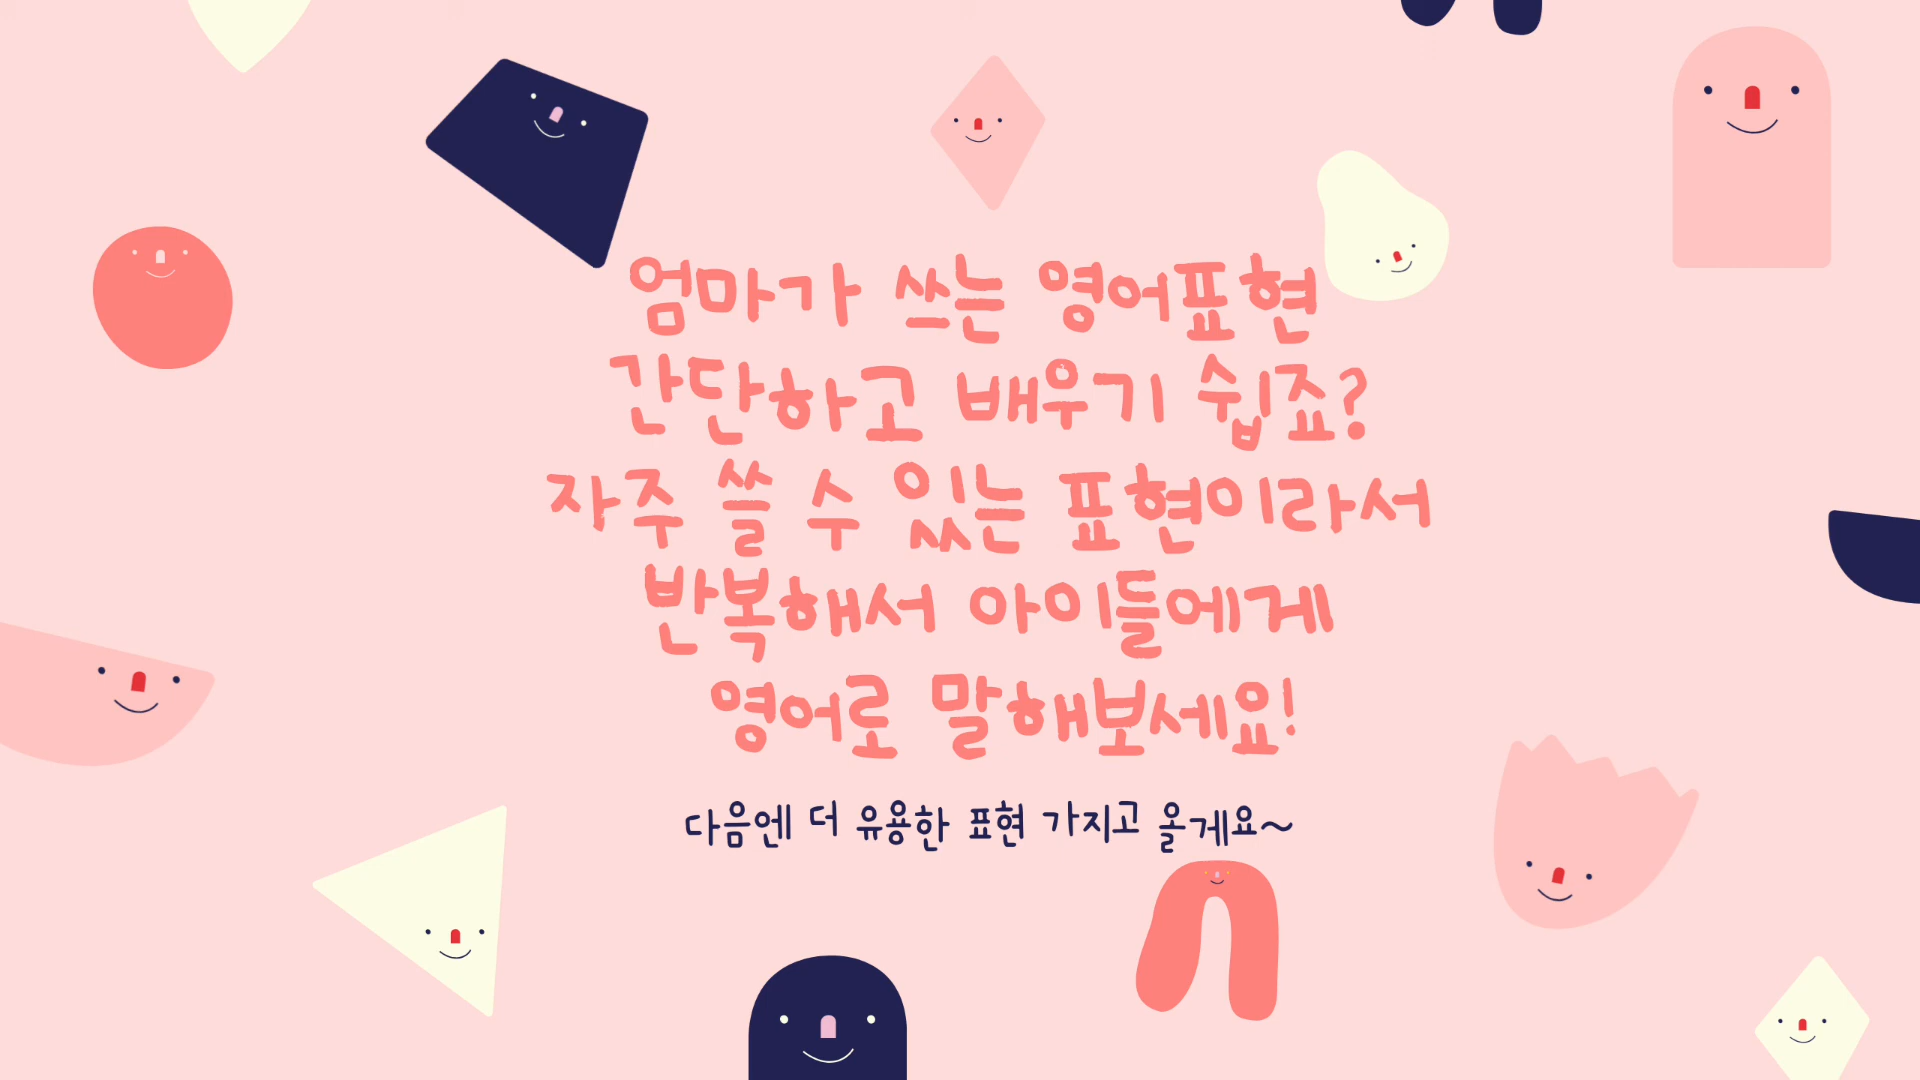 엄마가 쓰는 영어표현
간단하고 배우기 쉽죠?
자주 쓸 수 있는 표현이라서
반복해서 아이들에게
영어로 말해보세요!
다음엔 더 유용한 표현 가지고 올게요~